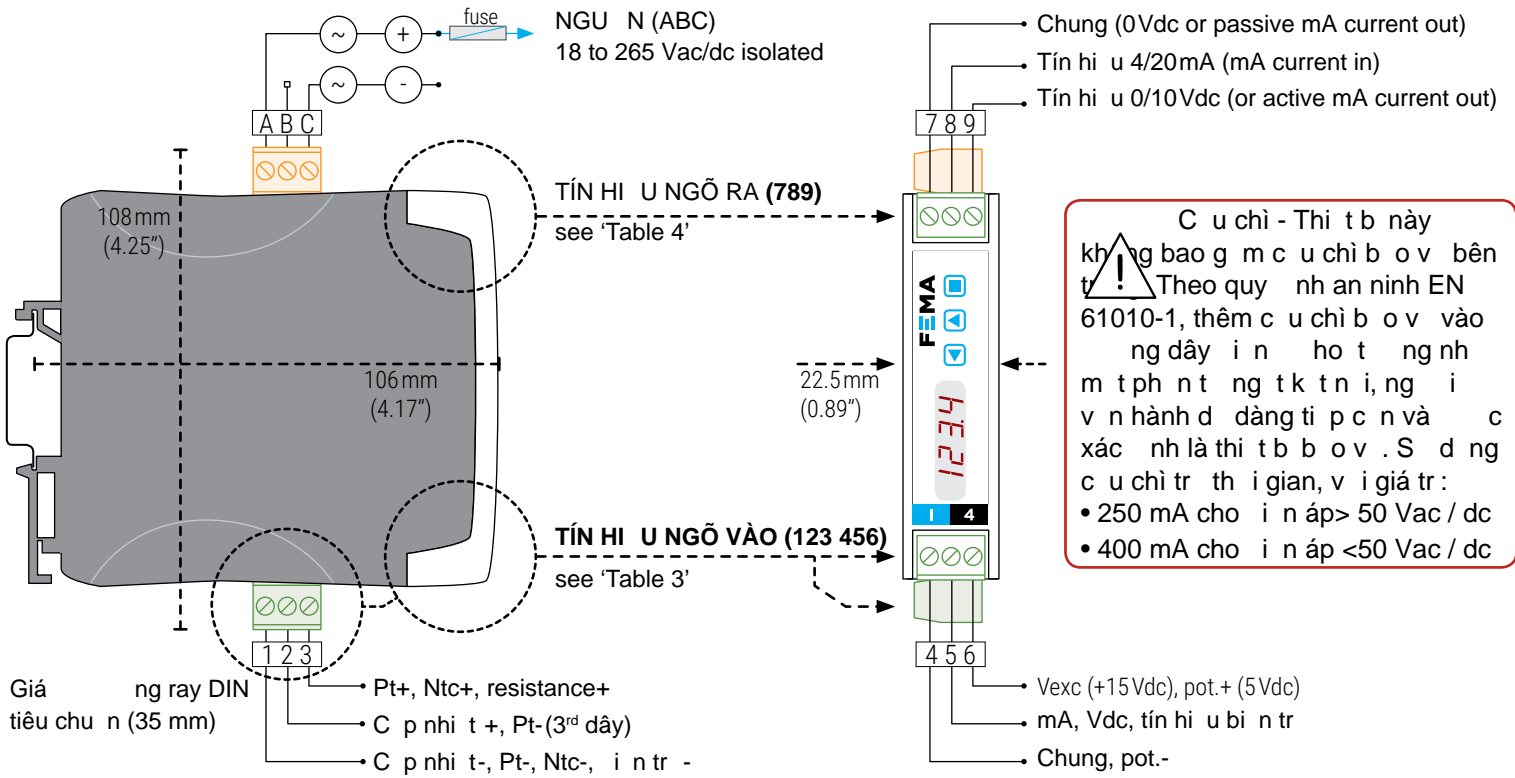 fuse
NGU N (ABC)
18 to 265 Vac/dc isolated
~ +
~ -
A B C
Chung (0Vdc or passive mA current out)
Tín hi u 4/20mA (mA current in)
Tín hi u 0/10Vdc (or active mA current out)
7 8 9
TÍN HI U NGÕ RA (789)
see ‘Table 4’
108mm
(4.25”)
106mm
(4.17”)
22.5mm
(0.89”)
FEMA
1234
1 4
C u chì - Thi t b này
không bao g m c u chì b o v bên
Theo quy nh an ninh EN
61010-1, thêm c u chì b o v vào
ng dây i n ho t ng nh
m t ph n t ng t k t n i, ng i
v n hành d dàng ti p c n và c
xác nh là thi t b b o v . S d ng
c u chì tr th i gian, v i giá tr :
• 250 mA cho i n áp> 50 Vac / dc
• 400 mA cho i n áp <50 Vac / dc
TÍN HI U NGÕ VÀO (123 456)
see ‘Table 3’
1 2 3
Giá ng ray DIN
tiêu chu n (35 mm)
Pt+, Ntc+, resistance+
C p nhi t +, Pt-(3rd dây)
C p nhi t-, Pt-, Ntc-, i n tr -
4 5 6
Vexc (+15Vdc), pot.+ (5Vdc)
mA, Vdc, tín hi u bi n tr
Chung, pot.-